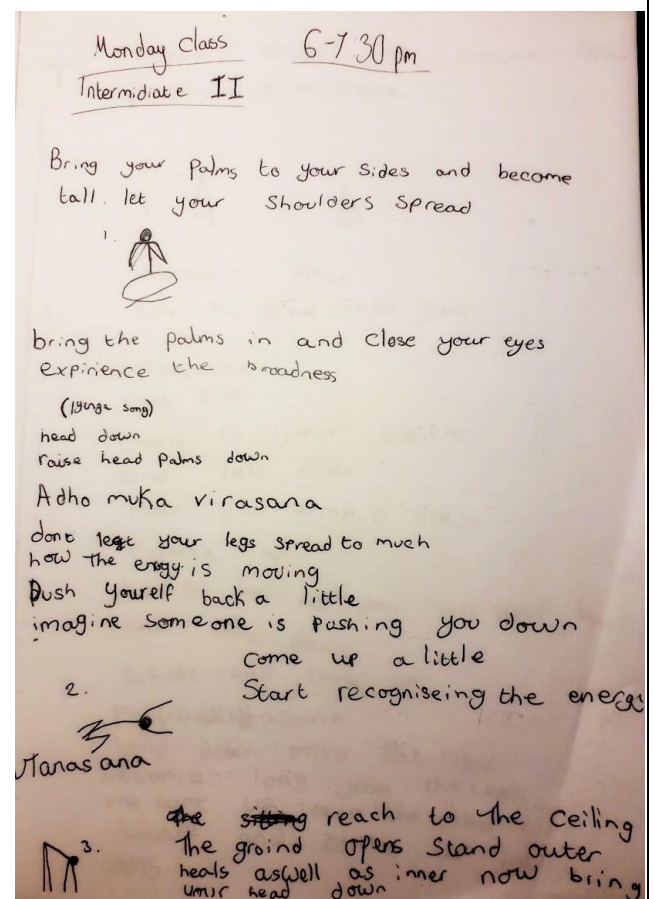 Monday Class 6-7:30 pm
Intermidiate II
Bring your palms to your sides and become
tall. let your Shoulders Spread
1.
bring the palms in and close your eyes
expirience the broadness
(Iyenga song)
head down
raise head palms down
Adho muka virasana
dont let your legs spread to much
how the enrgy is moving
Push yourelf back a little
imagine someone is pushing you down
come up a little
2. Start recogniseing the energy
utanasana
the sitting reach to the ceiling
3. The groind opens Stand outer
heals aswell as inner now bring
your head down